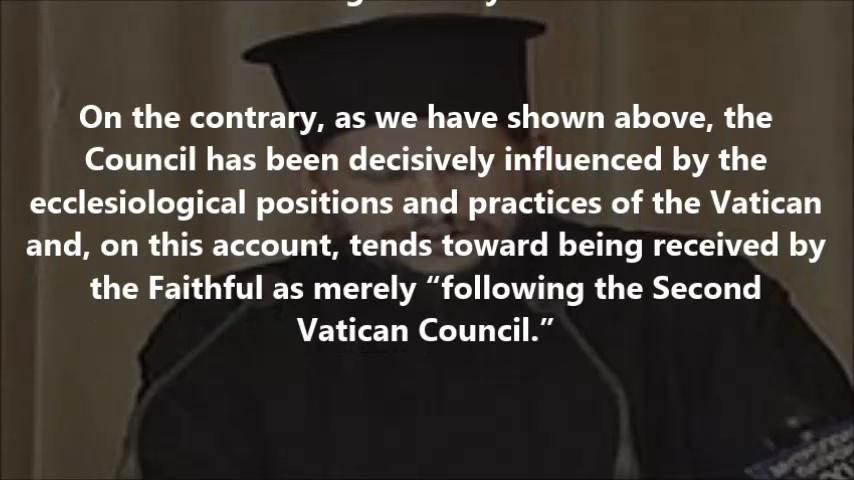 On the contrary, as we have shown above, the
Council has been decisively influenced by the
ecclesiological positions and practices of the Vatican
and, on this account, tends toward being received by
the Faithful as merely “following the Second
Vatican Council.”